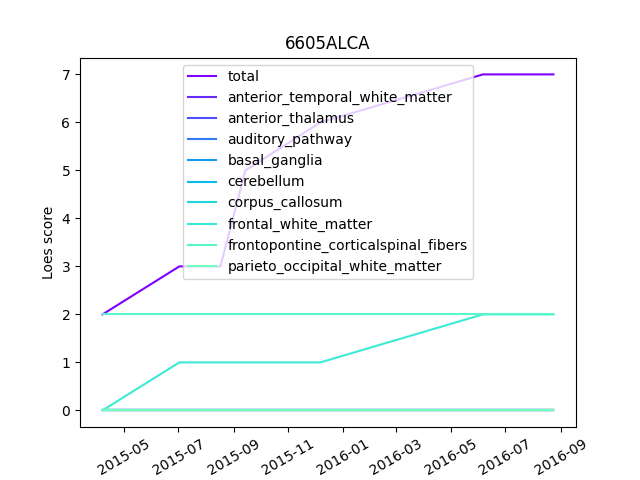 6605ALCA
Loes score
7
6
5
4
3
2
1
0
total
anterior_temporal_white_matter
anterior_thalamus
auditory_pathway
basal_ganglia
cerebellum
corpus_callosum
frontal_white_matter
frontopontine_corticalspinal_fibers
parieto_occipital_white_matter
2015-05
2015-07
2015-09
2015-11
2016-01
2016-03
2016-05
2016-07
2016-09